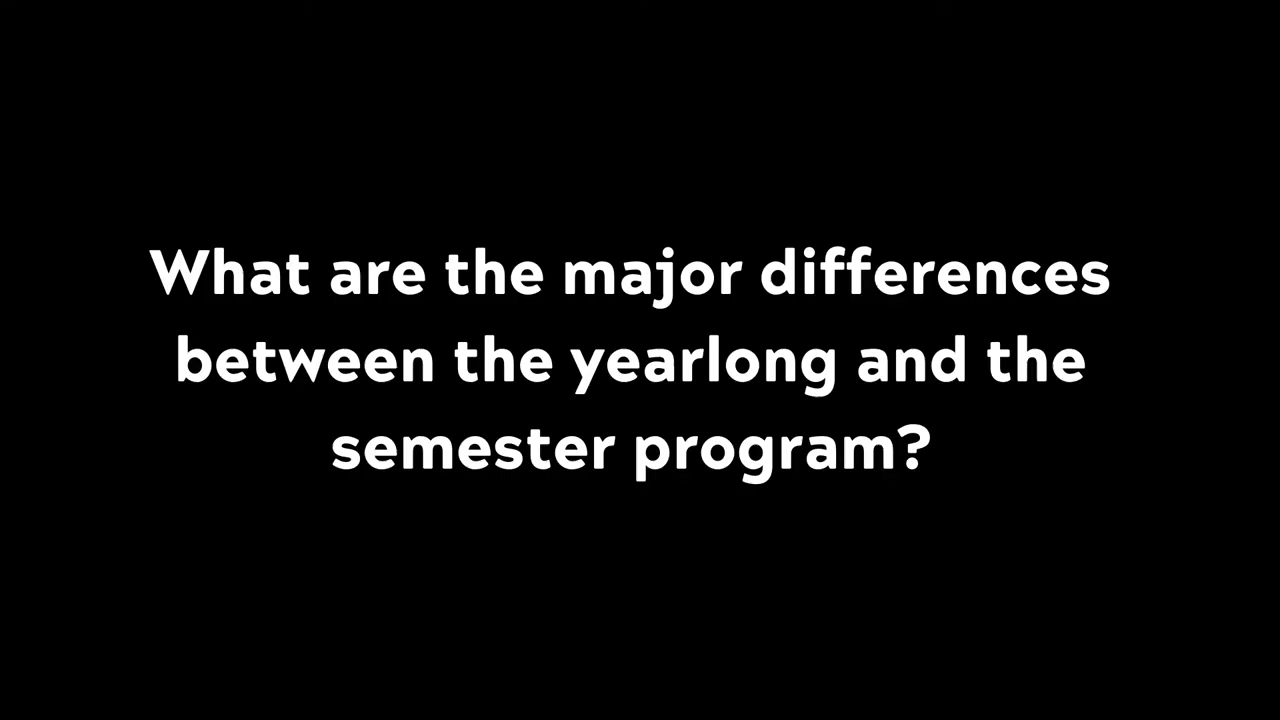 What are the major differences
between the yearlong and the
semester program?